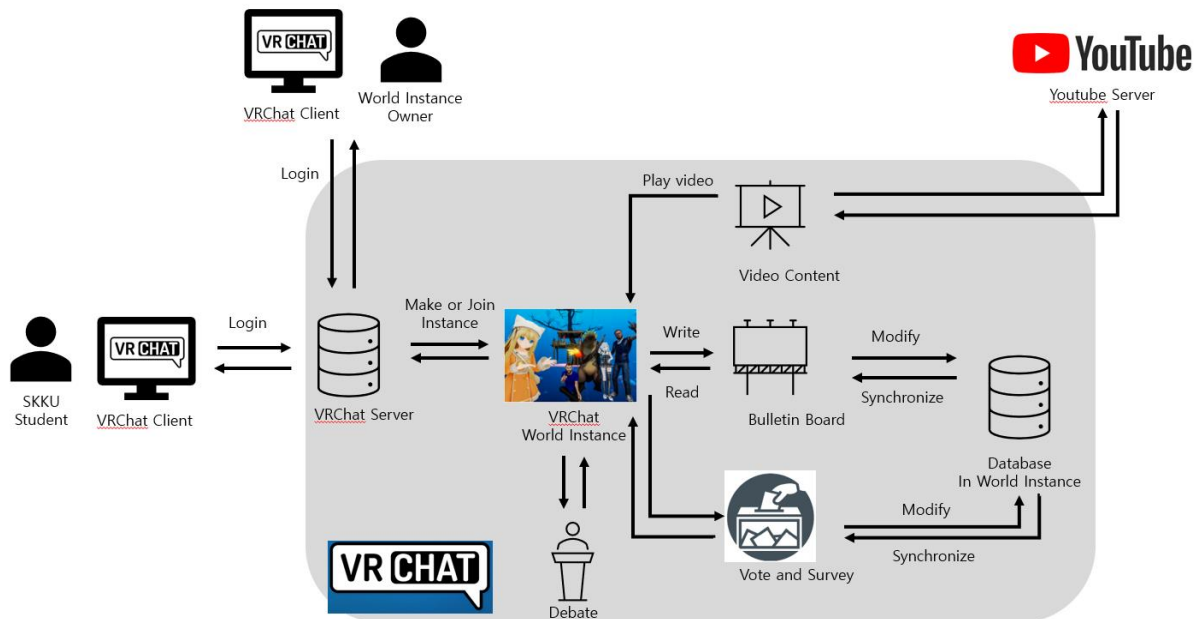 VR CHAT
VRChat Client
World Instance
Owner
YouTube
Youtube Server
Login
Play video
Video Content
SKKU
Student
VR CHAT
VRChat Client
Login
VRChat Server
Make or Join
Instance
VRChat
World Instance
Write
Read
Bulletin Board
Modify
Synchronize
Database
In World Instance
Modify
Synchronize
Vote and Survey
Debate
VR CHAT